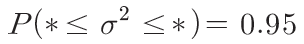 P(∗ ≤ σ² ≤ ∗) = 0.95